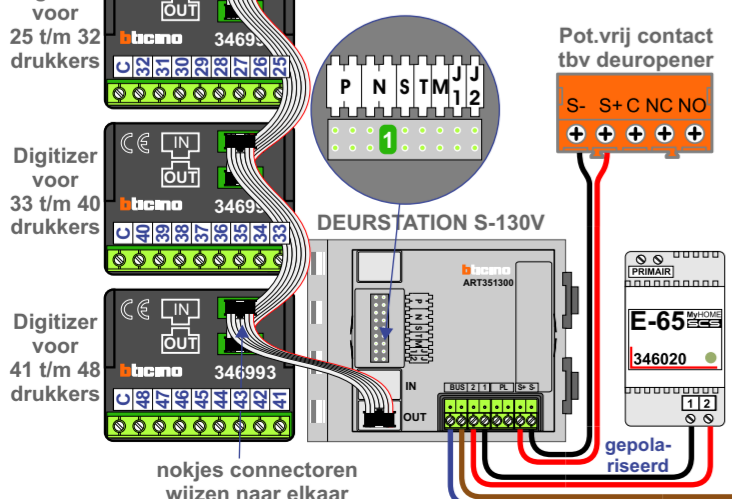 voor
25 t/m 32
drukkers
OUT
bticino
C 32 31 30 29 28 27 26 25
Digitizer
voor
33 t/m 40
drukkers
CE IN
OUT
bticino
C 40 39 38 37 36 35 34 33
Digitizer
voor
41 t/m 48
drukkers
CE IN
OUT
bticino
346993
C 48 47 46 45 44 43 42 41
nokjes connectoren
wijzen naar elkaar
P N S T M J1 J2
1
DEURSTATION S-130V
bticino
ART351300
P N S T M J1 J2
IN
OUT
BUS 2 1 PL S+ S-
Pot.vrij contact
tbv deuropener
S- S+ C NC NO
PRIMAIR
E-65 MyHOME
SCS
346020
1 2
gepola-
riseerd